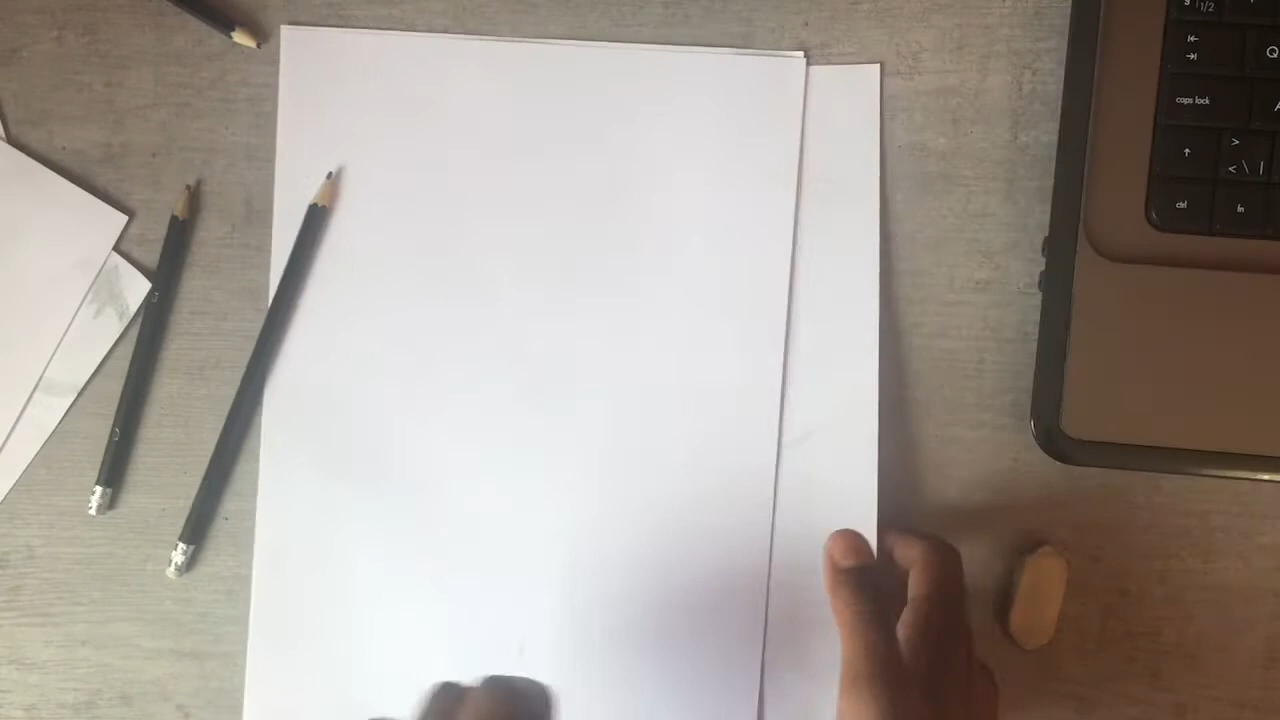 1/2
Q
caps lock
A
>
< \ |
ctrl
fn